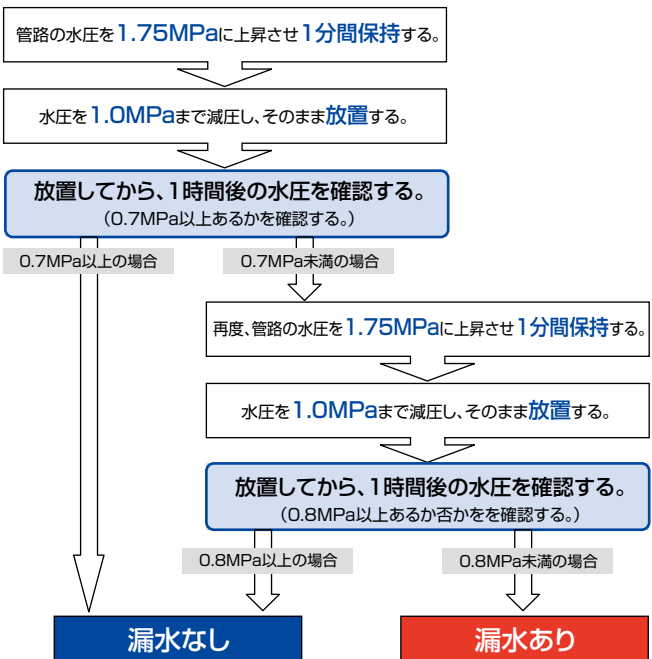 管路の水圧を1.75MPaに上昇させ1分間保持する。
水圧を1.0MPaまで減圧し、そのまま放置する。
放置してから、1時間後の水圧を確認する。
(0.7MPa以上あるかを確認する。)
0.7MPa以上の場合
0.7MPa未満の場合
再度、管路の水圧を1.75MPaに上昇させ1分間保持する。
水圧を1.0MPaまで減圧し、そのまま放置する。
放置してから、1時間後の水圧を確認する。
(0.8MPa以上あるか否かをを確認する。)
0.8MPa以上の場合
0.8MPa未満の場合
漏水なし
漏水あり